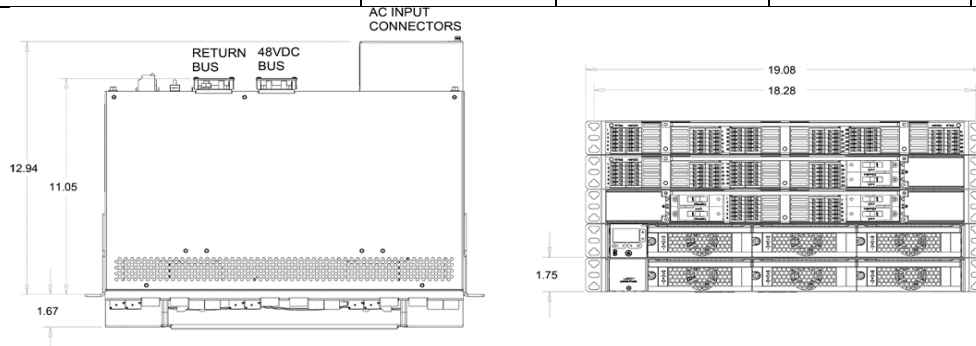 AC INPUT
CONNECTORS
RETURN
BUS
48VDC
BUS
12.94
11.05
1.67
19.08
18.28
1.75